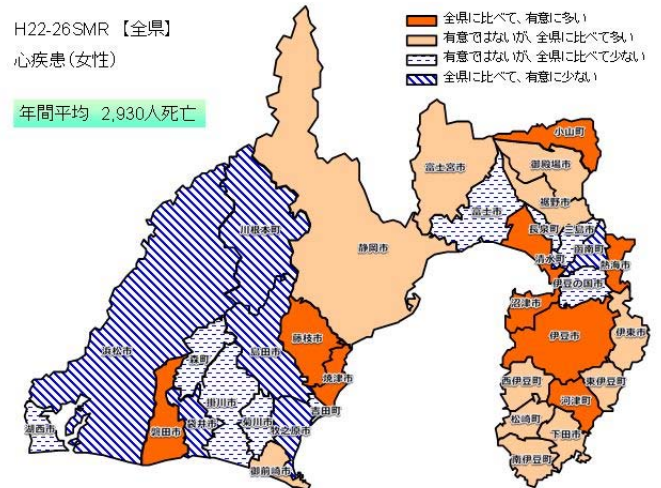 H22-26SMR 【全県】
心疾患(女性)
年間平均 2,930人死亡
全県に比べて、有意に多い
有意ではないが、全県に比べて多い
有意ではないが、全県に比べて少ない
全県に比べて、有意に少ない
小山町
御殿場市
富士宮市
裾野市
富士市
長泉町
三島市
川根本町
静岡市
清水町
函南町
熱海市
伊豆の国市
沼津市
伊豆市
伊東市
藤枝市
島田市
浜松市
森町
焼津市
西伊豆町
東伊豆町
掛川市
吉田町
河津町
湖西市
磐田市
袋井市
菊川市
牧之原市
松崎町
下田市
御前崎市
南伊豆町